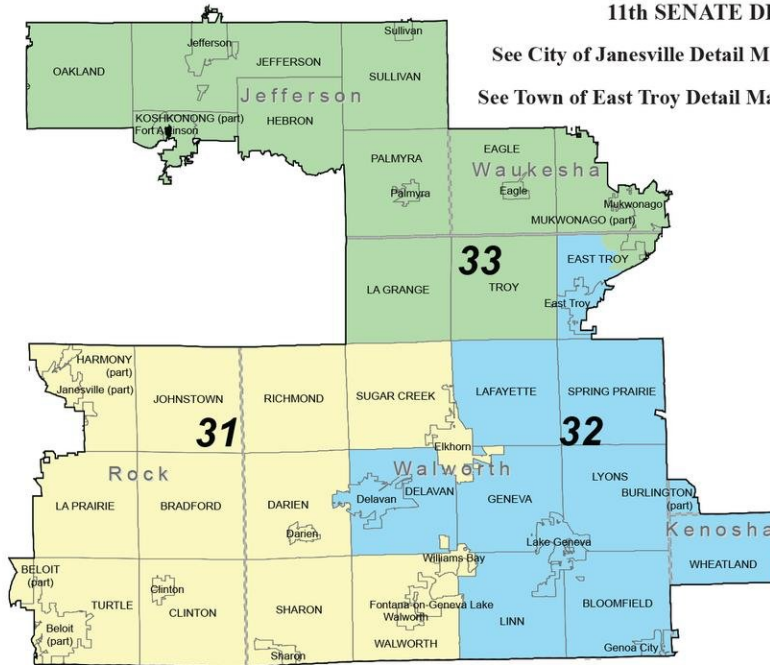 11th SENATE DI
See City of Janesville Detail M
See Town of East Troy Detail Ma
Sullivan
Jefferson
OAKLAND
JEFFERSON
SULLIVAN
Jefferson
KOSHKONONG (part)
Fort Atkinson
HEBRON
PALMYRA
EAGLE
Waukesha
Palmyra
Eagle
Mukwonago
MUKWONAGO (part)
33
EAST TROY
LA GRANGE
TROY
East Troy
HARMONY
(part)
Janesville (part)
JOHNSTOWN
RICHMOND
SUGAR CREEK
LAFAYETTE
SPRING PRAIRIE
31
32
Elkhorn
Rock
Walworth
LYONS
LA PRAIRIE
BRADFORD
DARIEN
Delavan
DELAVAN
GENEVA
BURLINGTON
(part)
Darien
Lake Geneva
Kenosha
WHEATLAND
BELOIT
(part)
Williams Bay
Clinton
TURTLE
CLINTON
SHARON
Fontana-on-Geneva Lake
Walworth
WALWORTH
LINN
BLOOMFIELD
Beloit
(part)
Sharon
Genoa City